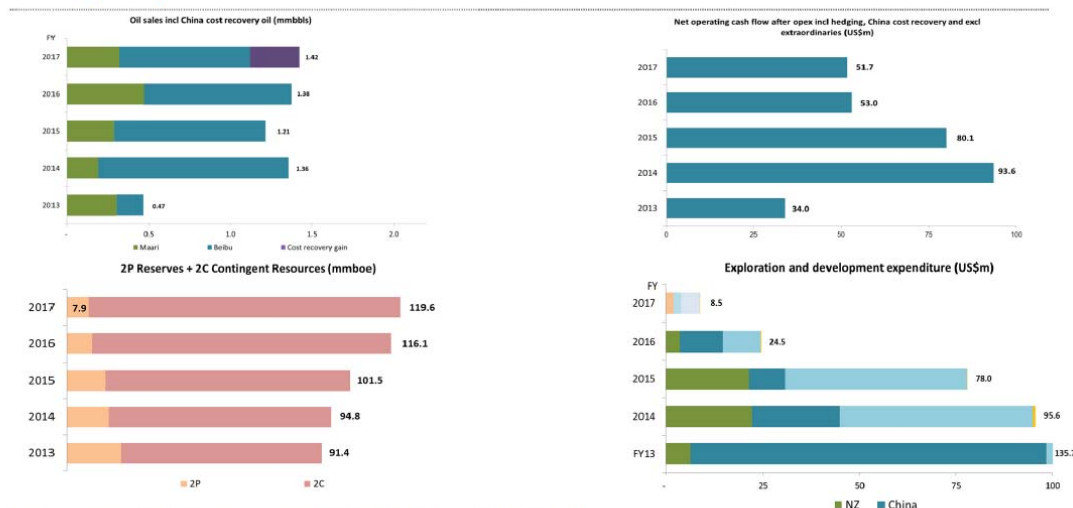 Oil sales incl China cost recovery oil (mmbbls)
FY
2017
1.42
2016
1.38
2015
1.21
2014
1.36
2013
0.47
- 0.5 1.0 1.5 2.0
Maari Beibu Cost recovery gain
Net operating cash flow after opex incl hedging, China cost recovery and excl
extraordinaries (US$m)
2017
51.7
2016
53.0
2015
80.1
2014
93.6
2013
34.0
0 25 50 75 100
2P Reserves + 2C Contingent Resources (mmboe)
2017
7.9
119.6
2016
116.1
2015
101.5
2014
94.8
2013
91.4
2P 2C
Exploration and development expenditure (US$m)
FY
2017
8.5
2016
24.5
2015
78.0
2014
95.6
FY13
- 25 50 75 100
NZ China